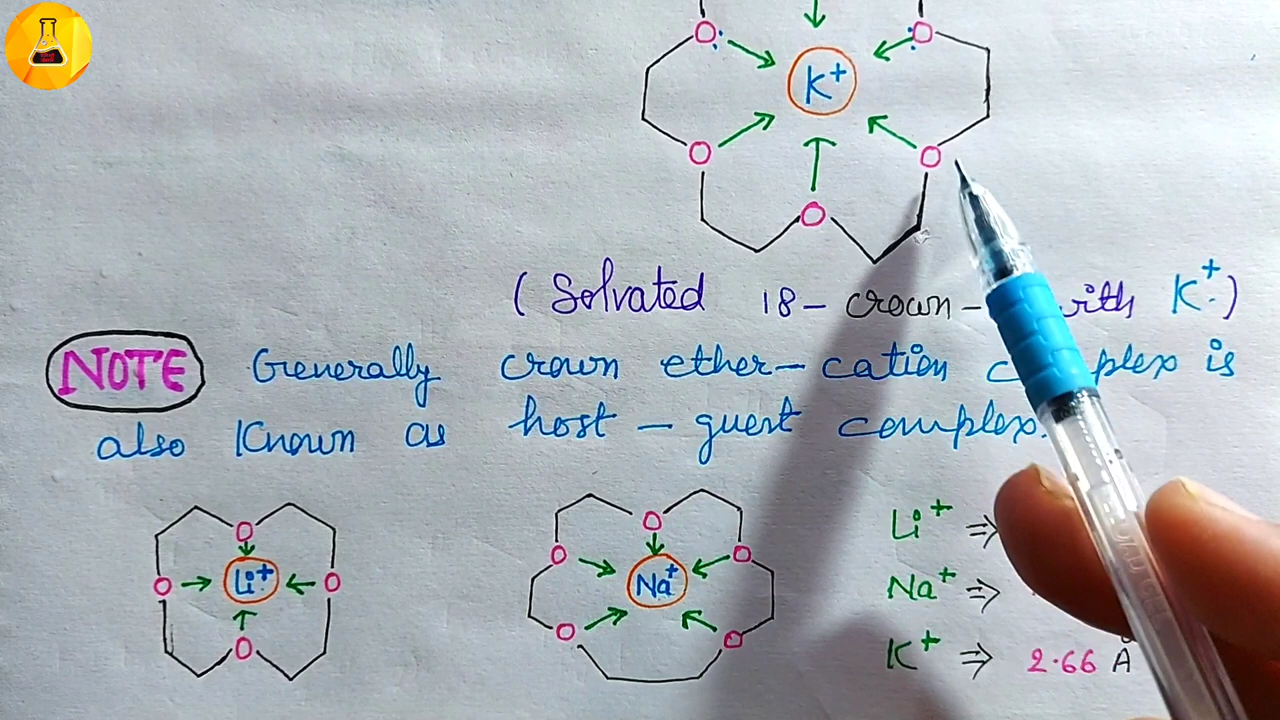 O: :O
K+
O O
O
(Solvated 18-crown- with K+)
NOTE Generally crown ether-cation is
also known as host-guest complex.
O O Li+ ⇒
O Li+ O O Na+ O Na+ ⇒
O O O K+ ⇒ 2.66 Å